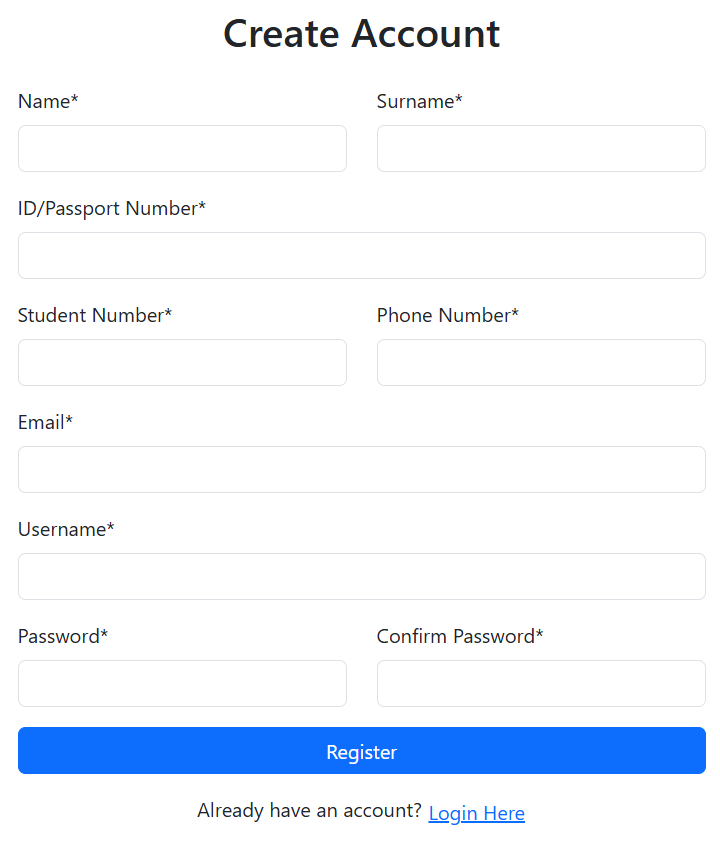 Create Account
Name* Surname*
ID/Passport Number*
Student Number* Phone Number*
Email*
Username*
Password* Confirm Password*
Register
Already have an account? Login Here